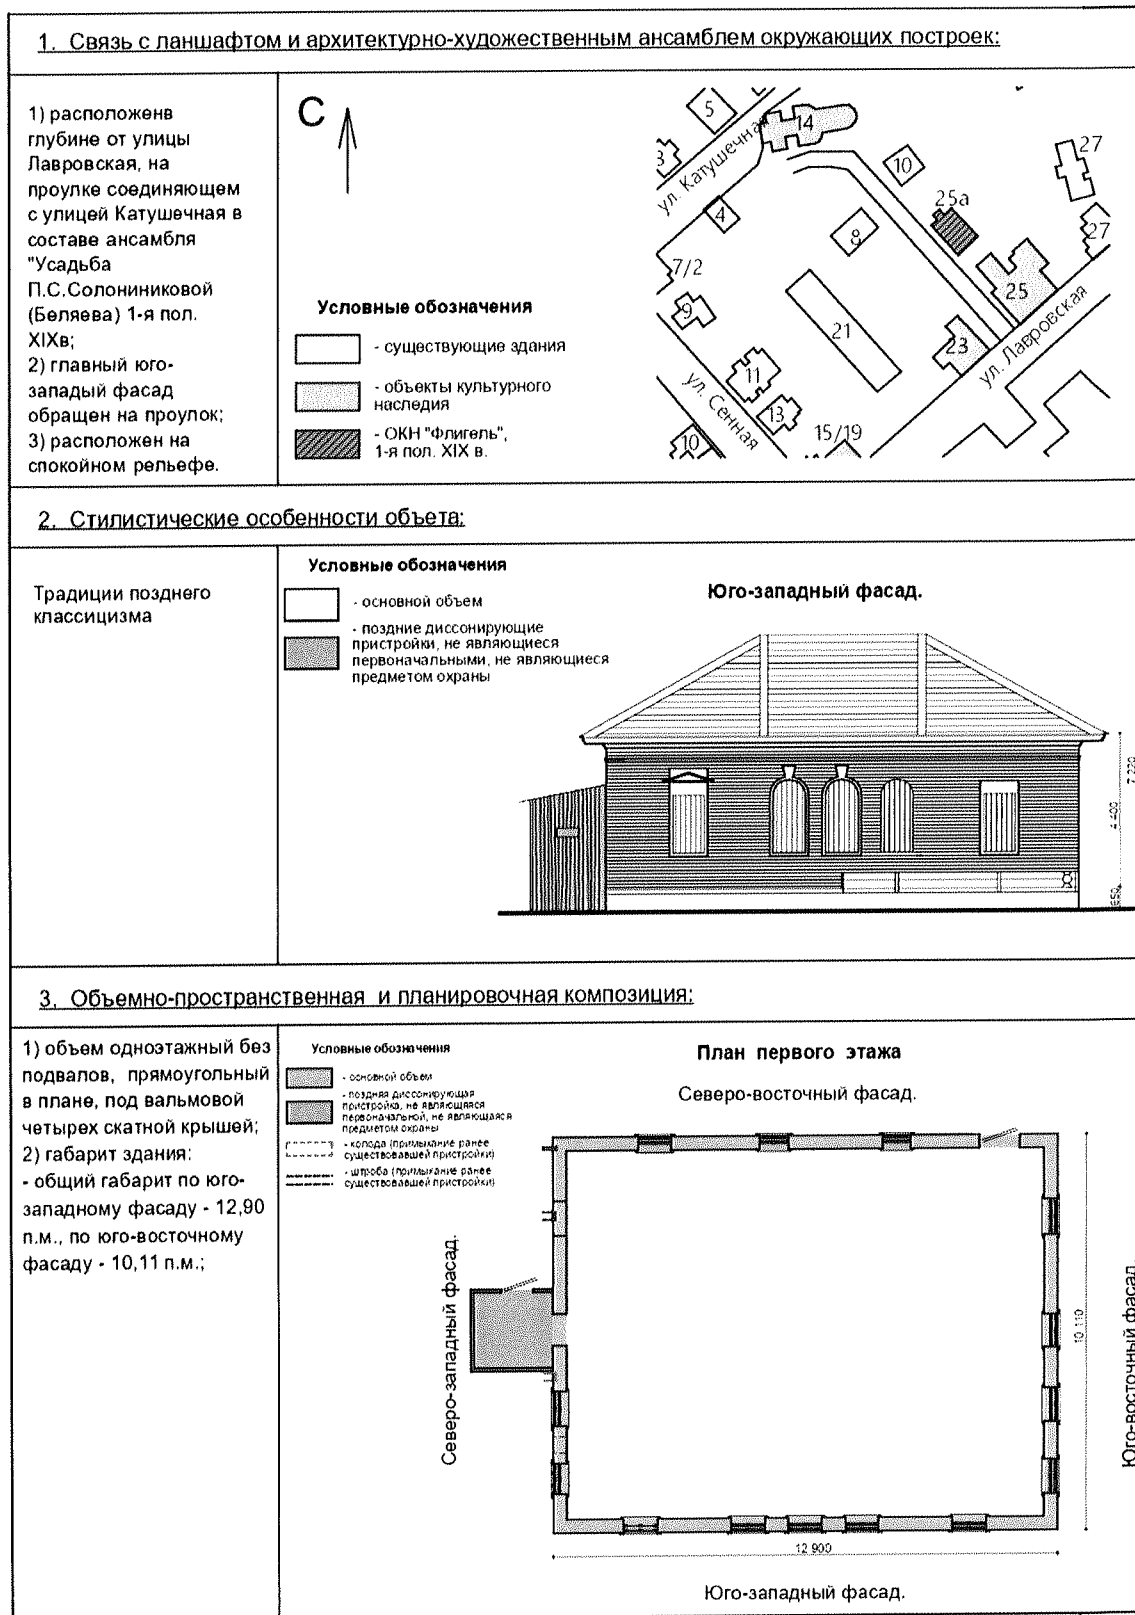 1. Связь с ланшафтом и архитектурно-художественным ансамблем окружающих построек:
1) расположенв
глубине от улицы
Лавровская, на
проулке соединяющем
с улицей Катушечная в
составе ансамбля
"Усадьба
П.С.Солониниковой
(Беляева) 1-я пол.
XIXв;
2) главный юго-
западый фасад
обращен на проулок;
3) расположен на
спокойном рельефе.
С
Условные обозначения
- существующие здания
- объекты культурного
наследия
- ОКН "Флигель",
1-я пол. XIX в.
5
14
3
ул. Катушечная
10
27
25а
4
8
27
7/2
25
9
21
23
ул. Лавровская
11
ул. Сенная
13
10
15/19
2. Стилистические особенности объета:
Традиции позднего
классицизма
Условные обозначения
- основной объем
- поздние диссонирующие
пристройки, не являющиеся
первоначальными, не являющиеся
предметом охраны
Юго-западный фасад.
7 220
4 400
650
3. Объемно-пространственная и планировочная композиция:
1) объем одноэтажный без
подвалов, прямоугольный
в плане, под вальмовой
четырех скатной крышей;
2) габарит здания:
- общий габарит по юго-
западному фасаду - 12,90
п.м., по юго-восточному
фасаду - 10,11 п.м.;
Условные обозначения
- основной объем
- поздняя диссонирующая
пристройка, не являющаяся
первоначальной, не являющаяся
предметом охраны
- колода (примыкание ранее
существовавшей пристройки)
- штроба (примыкание ранее
существовавшей пристройки)
План первого этажа
Северо-восточный фасад.
Северо-западный фасад.
10 110
Юго-восточный фасад
12 900
Юго-западный фасад.